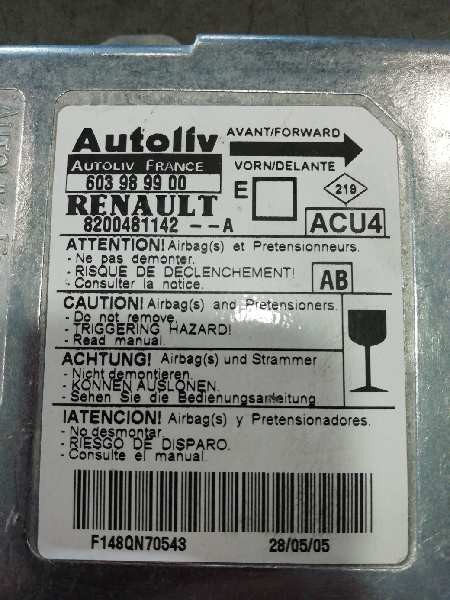 Autoliv
AVANT/FORWARD
AUTOLIV FRANCE
VORN/DELANTE
603 98 99 00
E
219
RENAULT
8200481142 --A
ACU4
ATTENTION! Airbag(s) et Pretensionneurs.
- Ne pas demonter.
- RISQUE DE DECLENCHEMENT!
- Consulter la notice.
AB
CAUTION! Airbag(s) and Pretensioners.
- Do not remove.
- TRIGGERING HAZARD!
- Read manual.
ACHTUNG! Airbag(s) und Strammer
- Nicht demontieren.
- KONNEN AUSLONEN.
- Sehen Sie die Bedienungsanleitung
!ATENCION! Airbag(s) y Pretensionadores.
- No desmontar.
- RIESGO DE DISPARO.
- Consulte el manual.
F148QN70543
28/05/05